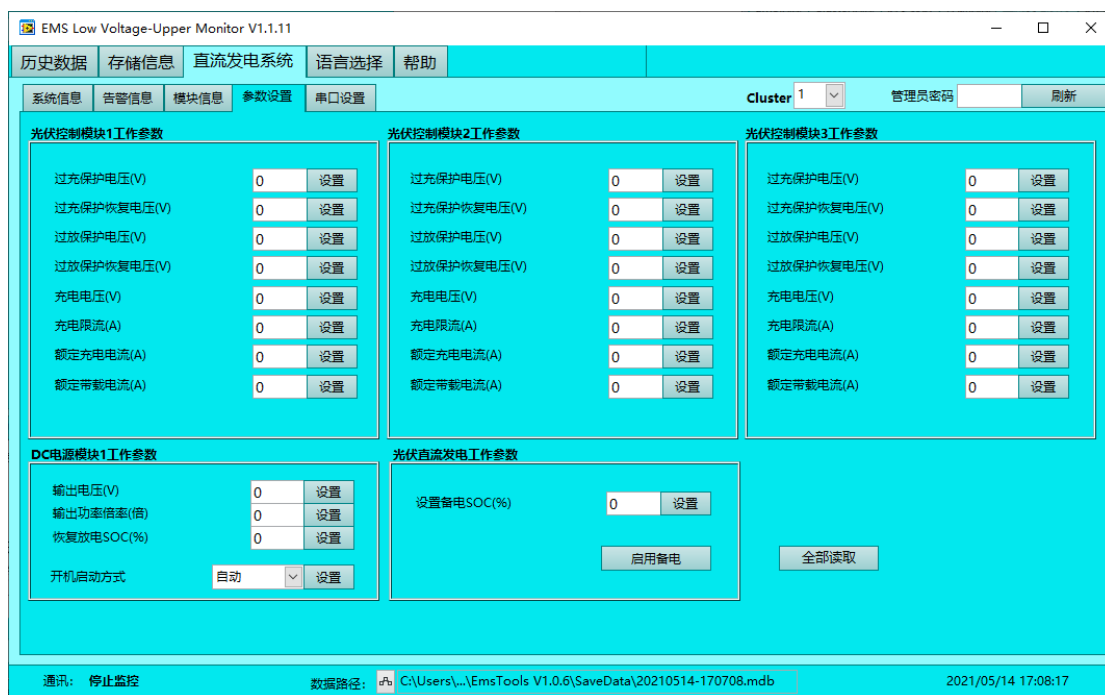 EMS Low Voltage-Upper Monitor V1.1.11
历史数据 存储信息 直流发电系统 语言选择 帮助
系统信息 告警信息 模块信息 参数设置 串口设置 Cluster 1 管理员密码 刷新
光伏控制模块1工作参数 光伏控制模块2工作参数 光伏控制模块3工作参数
过充保护电压(V) 0 设置 过充保护电压(V) 0 设置 过充保护电压(V) 0 设置
过充保护恢复电压(V) 0 设置 过充保护恢复电压(V) 0 设置 过充保护恢复电压(V) 0 设置
过放保护电压(V) 0 设置 过放保护电压(V) 0 设置 过放保护电压(V) 0 设置
过放保护恢复电压(V) 0 设置 过放保护恢复电压(V) 0 设置 过放保护恢复电压(V) 0 设置
充电电压(V) 0 设置 充电电压(V) 0 设置 充电电压(V) 0 设置
充电限流(A) 0 设置 充电限流(A) 0 设置 充电限流(A) 0 设置
额定充电电流(A) 0 设置 额定充电电流(A) 0 设置 额定充电电流(A) 0 设置
额定带载电流(A) 0 设置 额定带载电流(A) 0 设置 额定带载电流(A) 0 设置
DC电源模块1工作参数 光伏直流发电工作参数
输出电压(V) 0 设置 设置备电SOC(%) 0 设置
输出功率倍率(倍) 0 设置
恢复放电SOC(%) 0 设置
启用备电 全部读取
开机启动方式 自动 设置
通讯: 停止监控 数据路径: C:\Users\...\EmsTools V1.0.6\SaveData\20210514-170708.mdb 2021/05/14 17:08:17